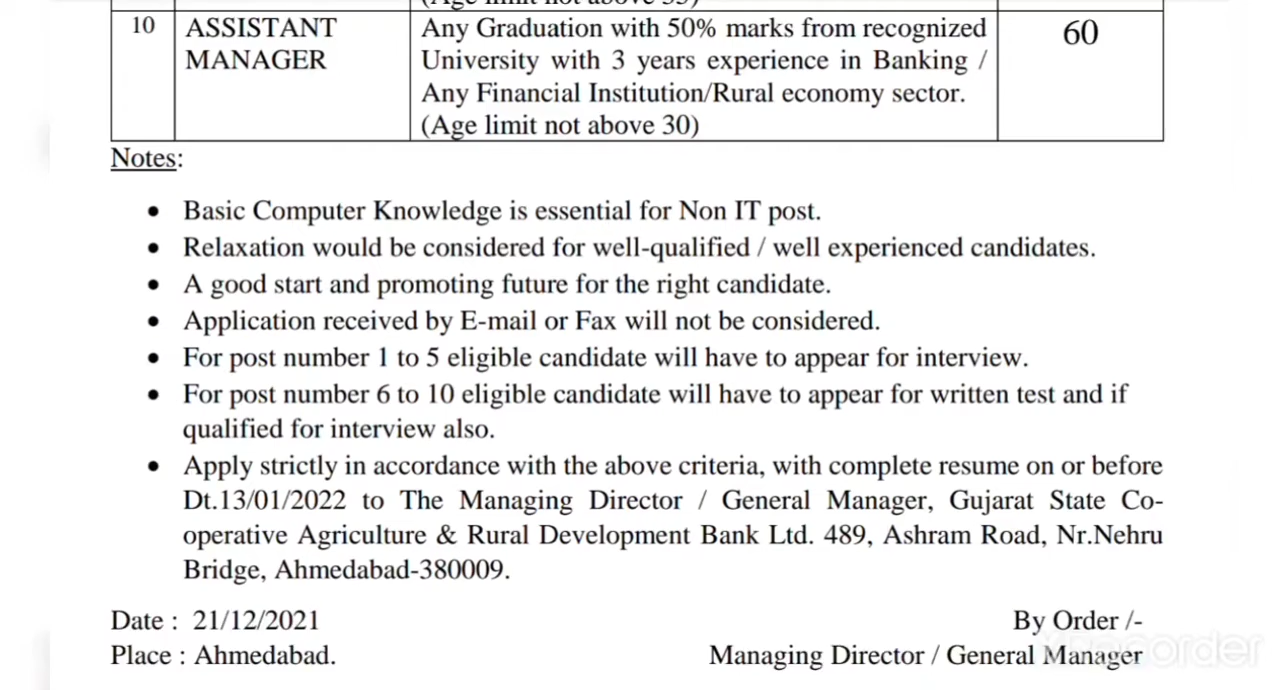 10 ASSISTANT MANAGER Any Graduation with 50% marks from recognized 60
University with 3 years experience in Banking /
Any Financial Institution/Rural economy sector.
(Age limit not above 30)
Notes:
• Basic Computer Knowledge is essential for Non IT post.
• Relaxation would be considered for well-qualified / well experienced candidates.
• A good start and promoting future for the right candidate.
• Application received by E-mail or Fax will not be considered.
• For post number 1 to 5 eligible candidate will have to appear for interview.
• For post number 6 to 10 eligible candidate will have to appear for written test and if
qualified for interview also.
• Apply strictly in accordance with the above criteria, with complete resume on or before
Dt.13/01/2022 to The Managing Director / General Manager, Gujarat State Co-
operative Agriculture & Rural Development Bank Ltd. 489, Ashram Road, Nr.Nehru
Bridge, Ahmedabad-380009.
Date : 21/12/2021 By Order /-
Place : Ahmedabad. Managing Director / General Manager